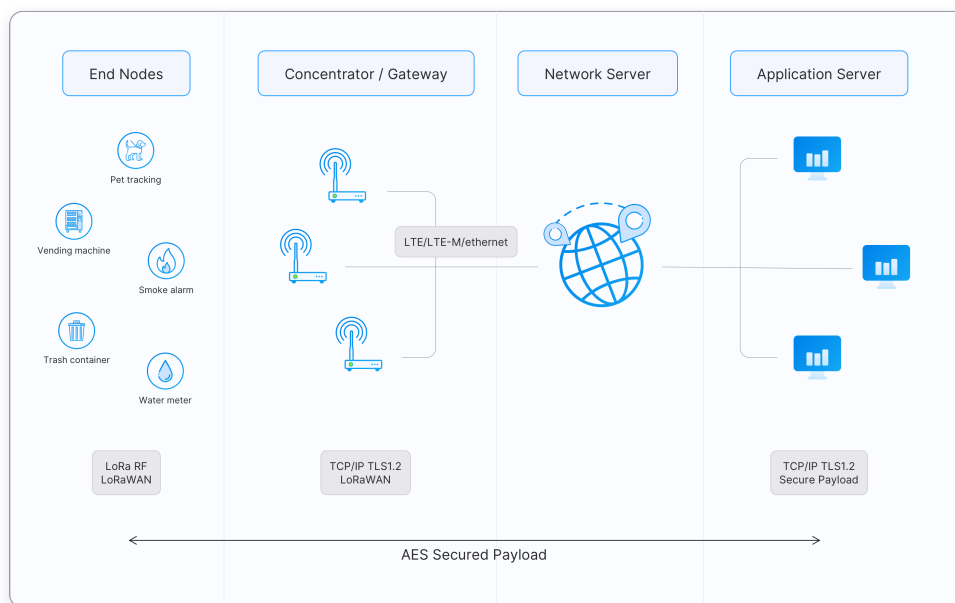 End Nodes
Concentrator / Gateway
Network Server
Application Server
Pet tracking
Vending machine
Smoke alarm
Trash container
Water meter
LTE/LTE-M/ethernet
LoRa RF
LoRaWAN
TCP/IP TLS1.2
LoRaWAN
TCP/IP TLS1.2
Secure Payload
AES Secured Payload